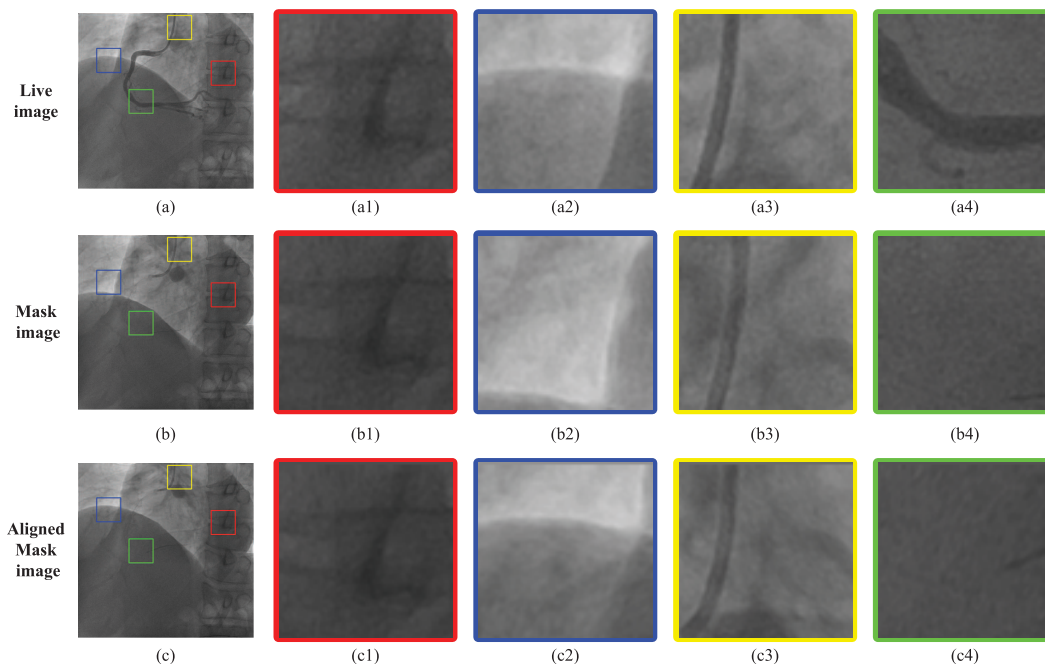 Live
image
(a)
(a1)
(a2)
(a3)
(a4)
Mask
image
(b)
(b1)
(b2)
(b3)
(b4)
Aligned
Mask
image
(c)
(c1)
(c2)
(c3)
(c4)